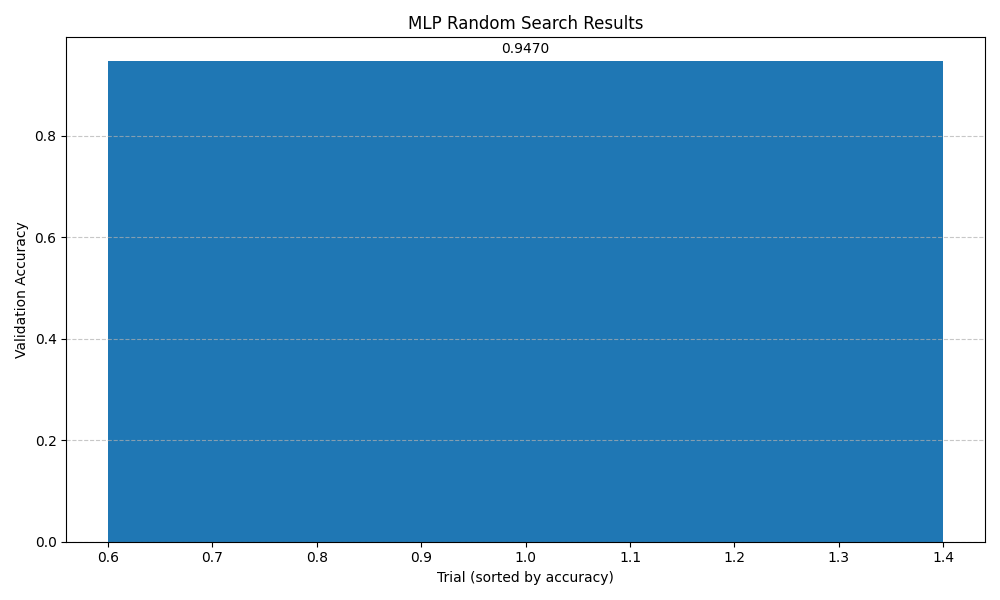 MLP Random Search Results
0.9470
0.8
0.6
0.4
0.2
0.0
Validation Accuracy
0.6 0.7 0.8 0.9 1.0 1.1 1.2 1.3 1.4
Trial (sorted by accuracy)